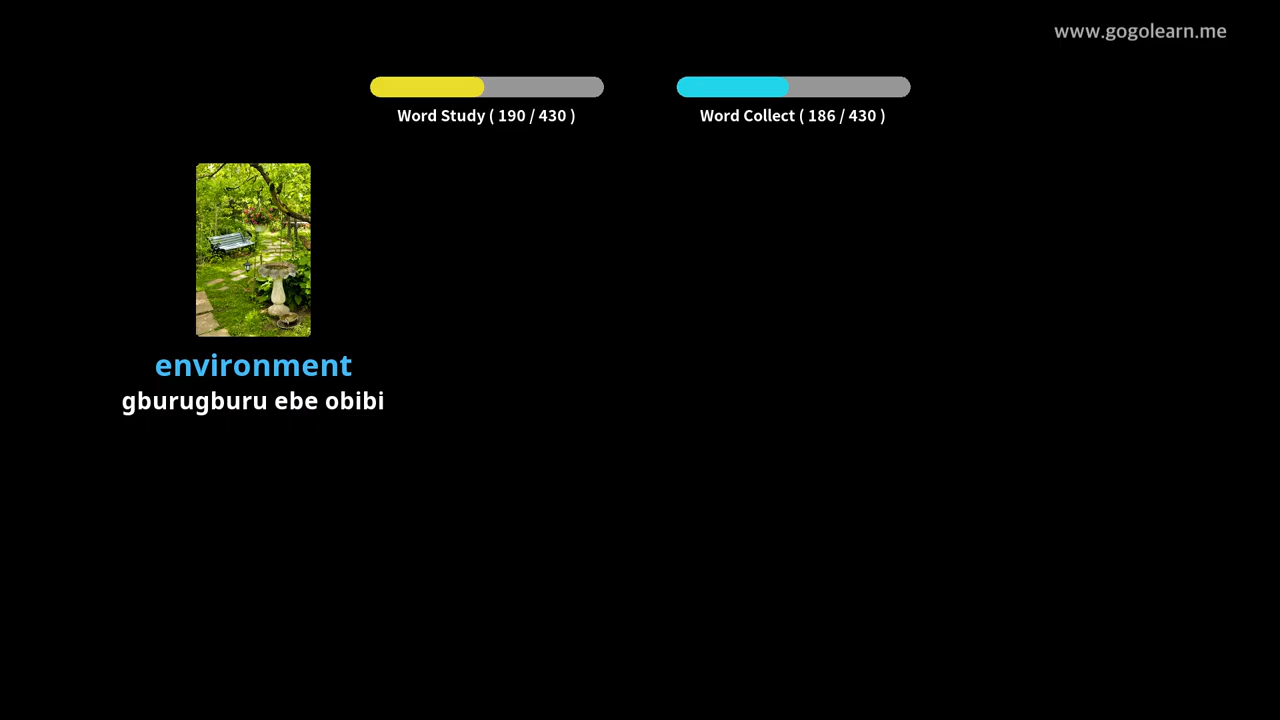 www.gogolearn.me
Word Study ( 190 / 430 )
Word Collect ( 186 / 430 )
environment
gburugburu ebe obibi